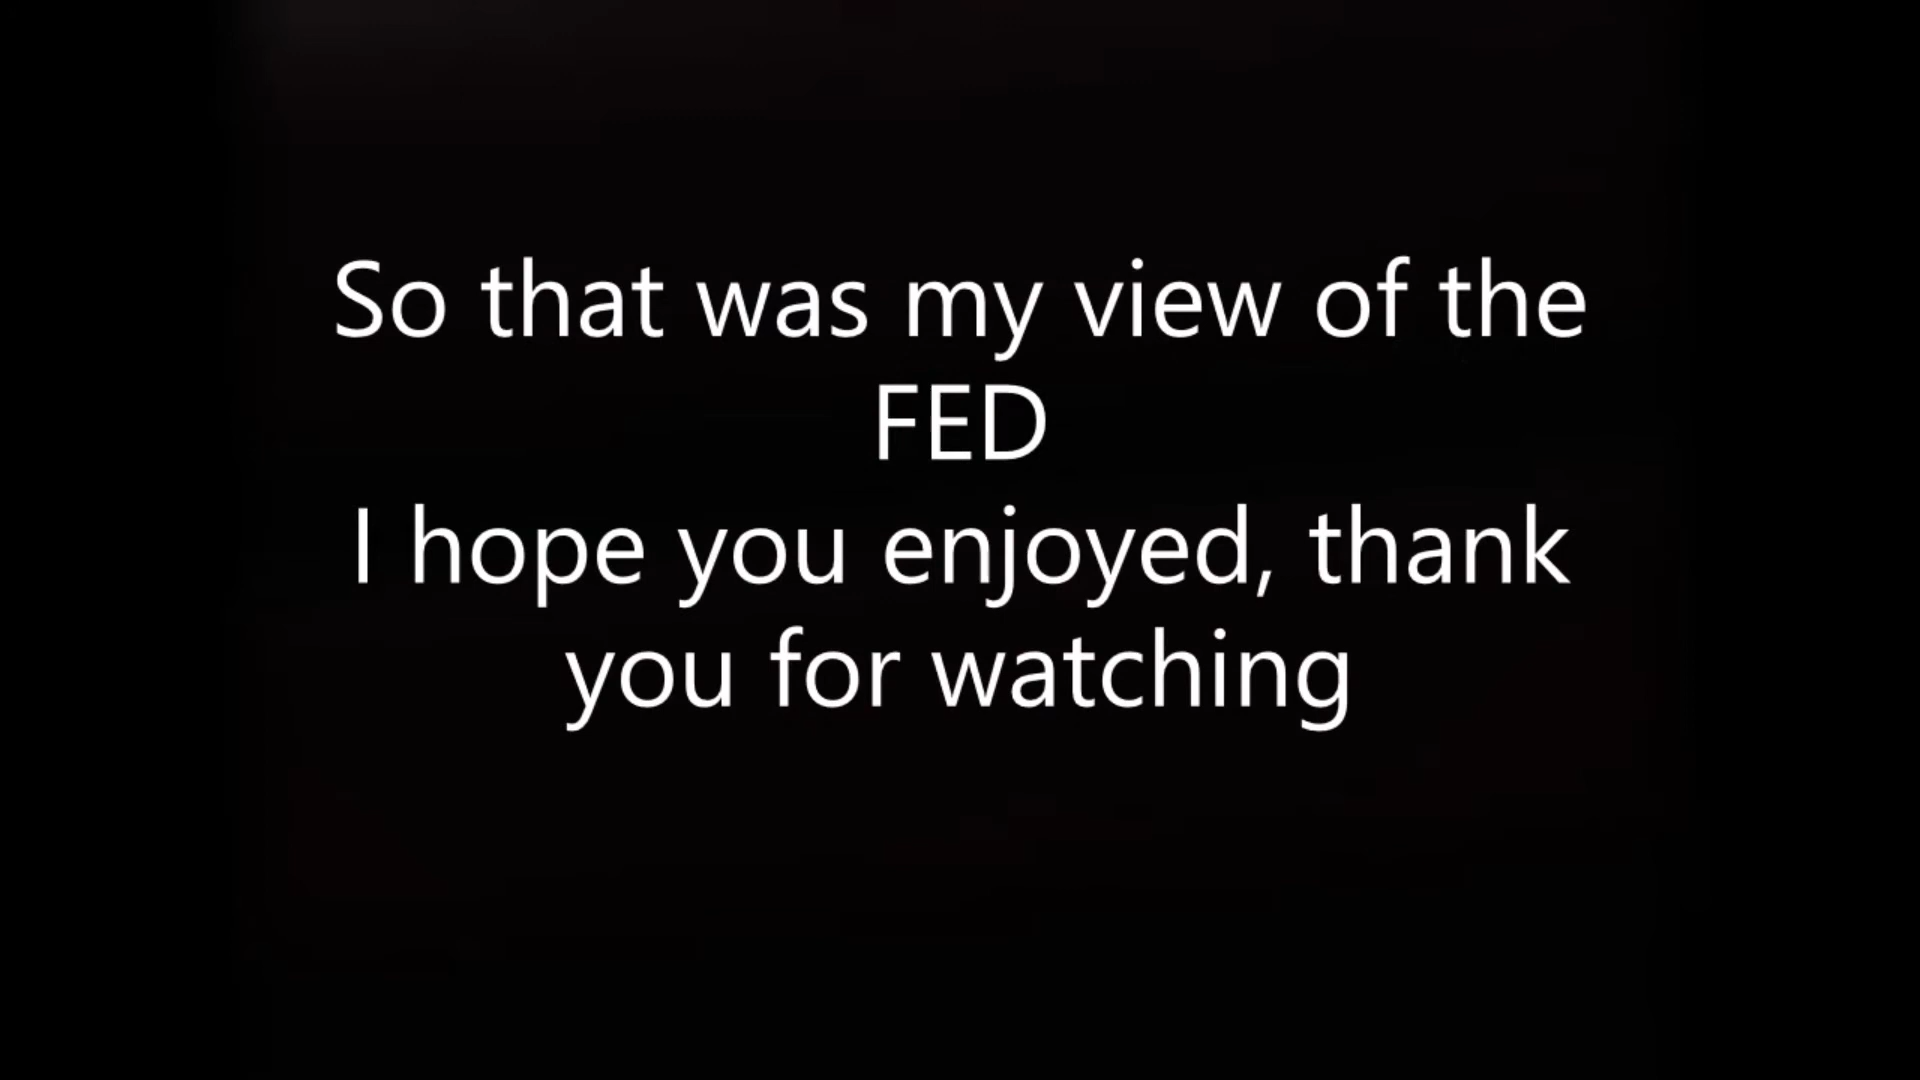 So that was my view of the
FED
I hope you enjoyed, thank
you for watching